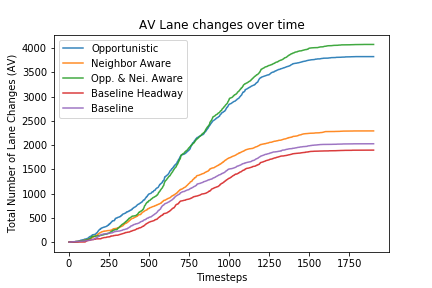 AV Lane changes over time
Total Number of Lane Changes (AV)
4000
3500
3000
2500
2000
1500
1000
500
0
Opportunistic
Neighbor Aware
Opp. & Nei. Aware
Baseline Headway
Baseline
0 250 500 750 1000 1250 1500 1750
Timesteps